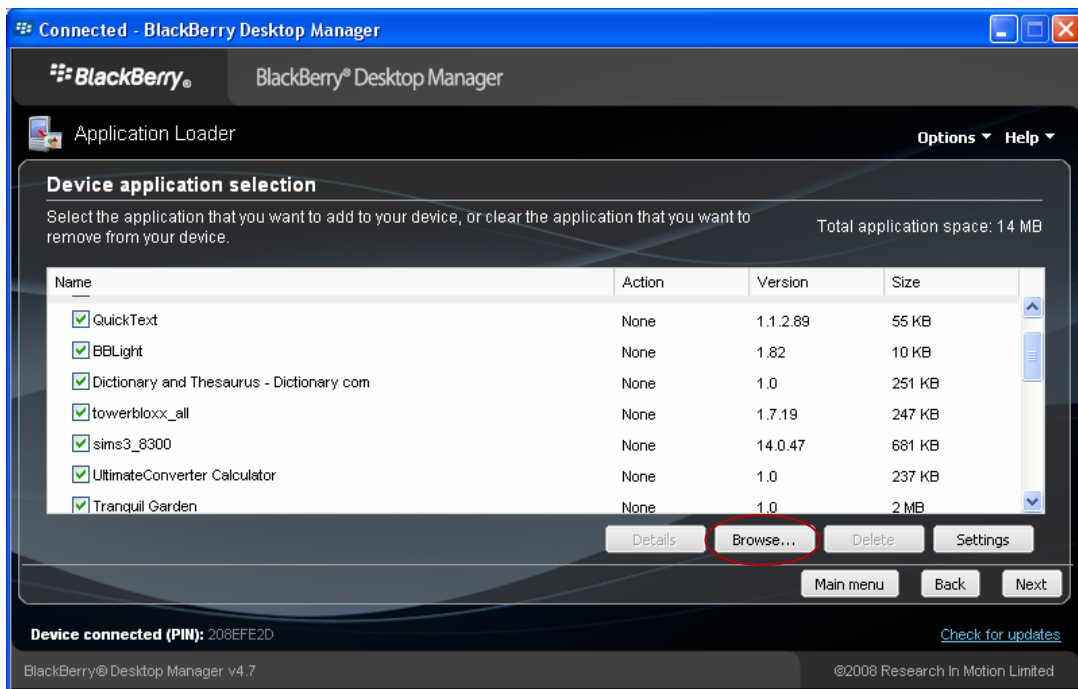 Connected - BlackBerry Desktop Manager
BlackBerry® BlackBerry® Desktop Manager
Application Loader Options Help
Device application selection
Select the application that you want to add to your device, or clear the application that you want to
remove from your device.
Total application space: 14 MB
Name Action Version Size
QuickText None 1.1.2.89 55 KB
BBLight None 1.82 10 KB
Dictionary and Thesaurus - Dictionary com None 1.0 251 KB
towerbloxx_all None 1.7.19 247 KB
sims3_8300 None 14.0.47 681 KB
UltimateConverter Calculator None 1.0 237 KB
Tranquil Garden None 1.0 2 MB
Details Browse... Delete Settings
Main menu Back Next
Device connected (PIN): 208EFE2D Check for updates
BlackBerry® Desktop Manager v4.7 ©2008 Research In Motion Limited